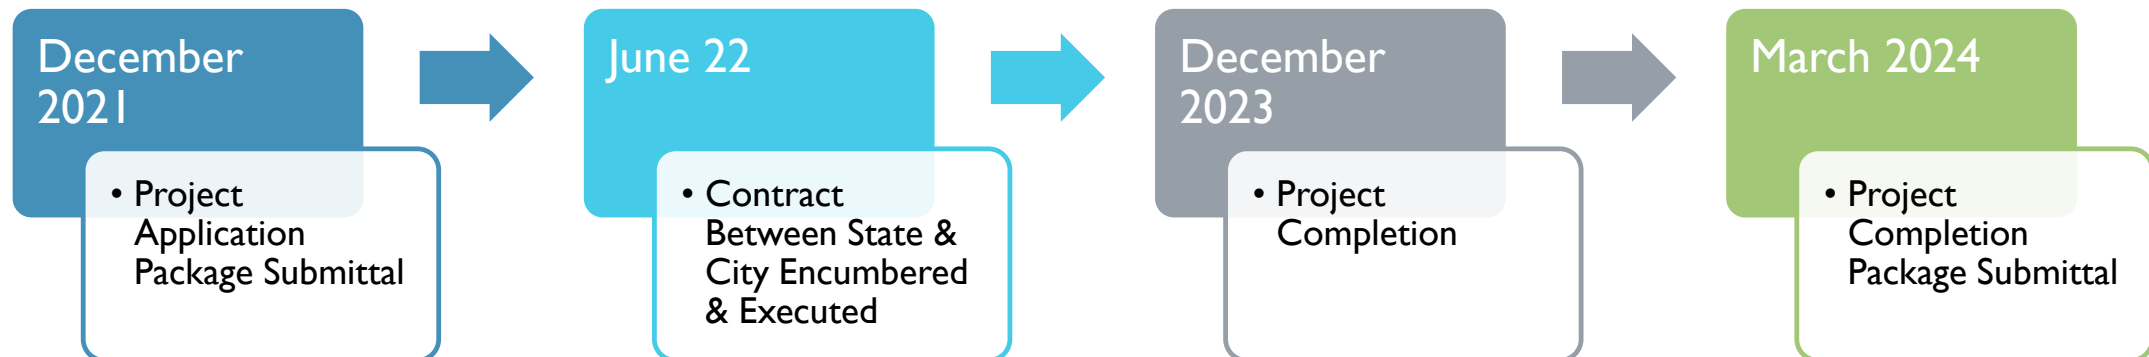 December
2021
• Project
Application
Package Submittal
June 22
• Contract
Between State &
City Encumbered
& Executed
December
2023
• Project
Completion
March 2024
• Project
Completion
Package Submittal